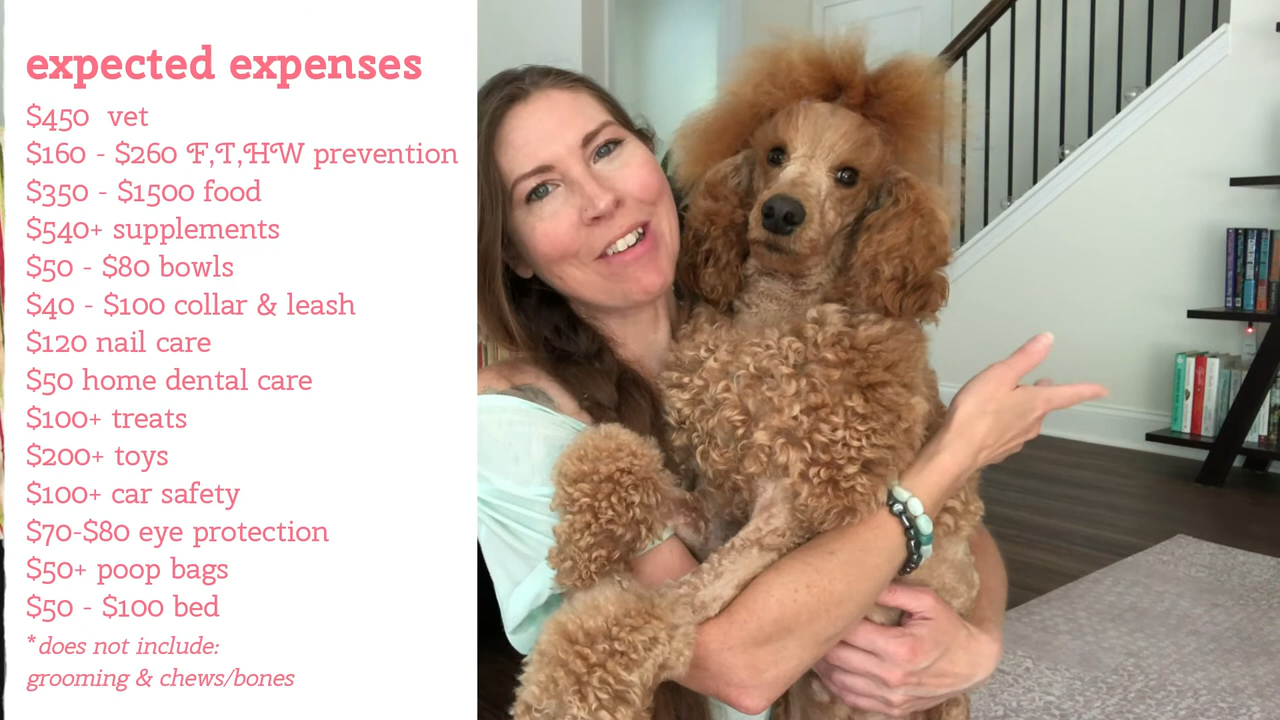 expected expenses
$450 vet
$160 - $260 F,T,HW prevention
$350 - $1500 food
$540+ supplements
$50 - $80 bowls
$40 - $100 collar & leash
$120 nail care
$50 home dental care
$100+ treats
$200+ toys
$100+ car safety
$70-$80 eye protection
$50+ poop bags
$50 - $100 bed
*does not include:
grooming & chews/bones